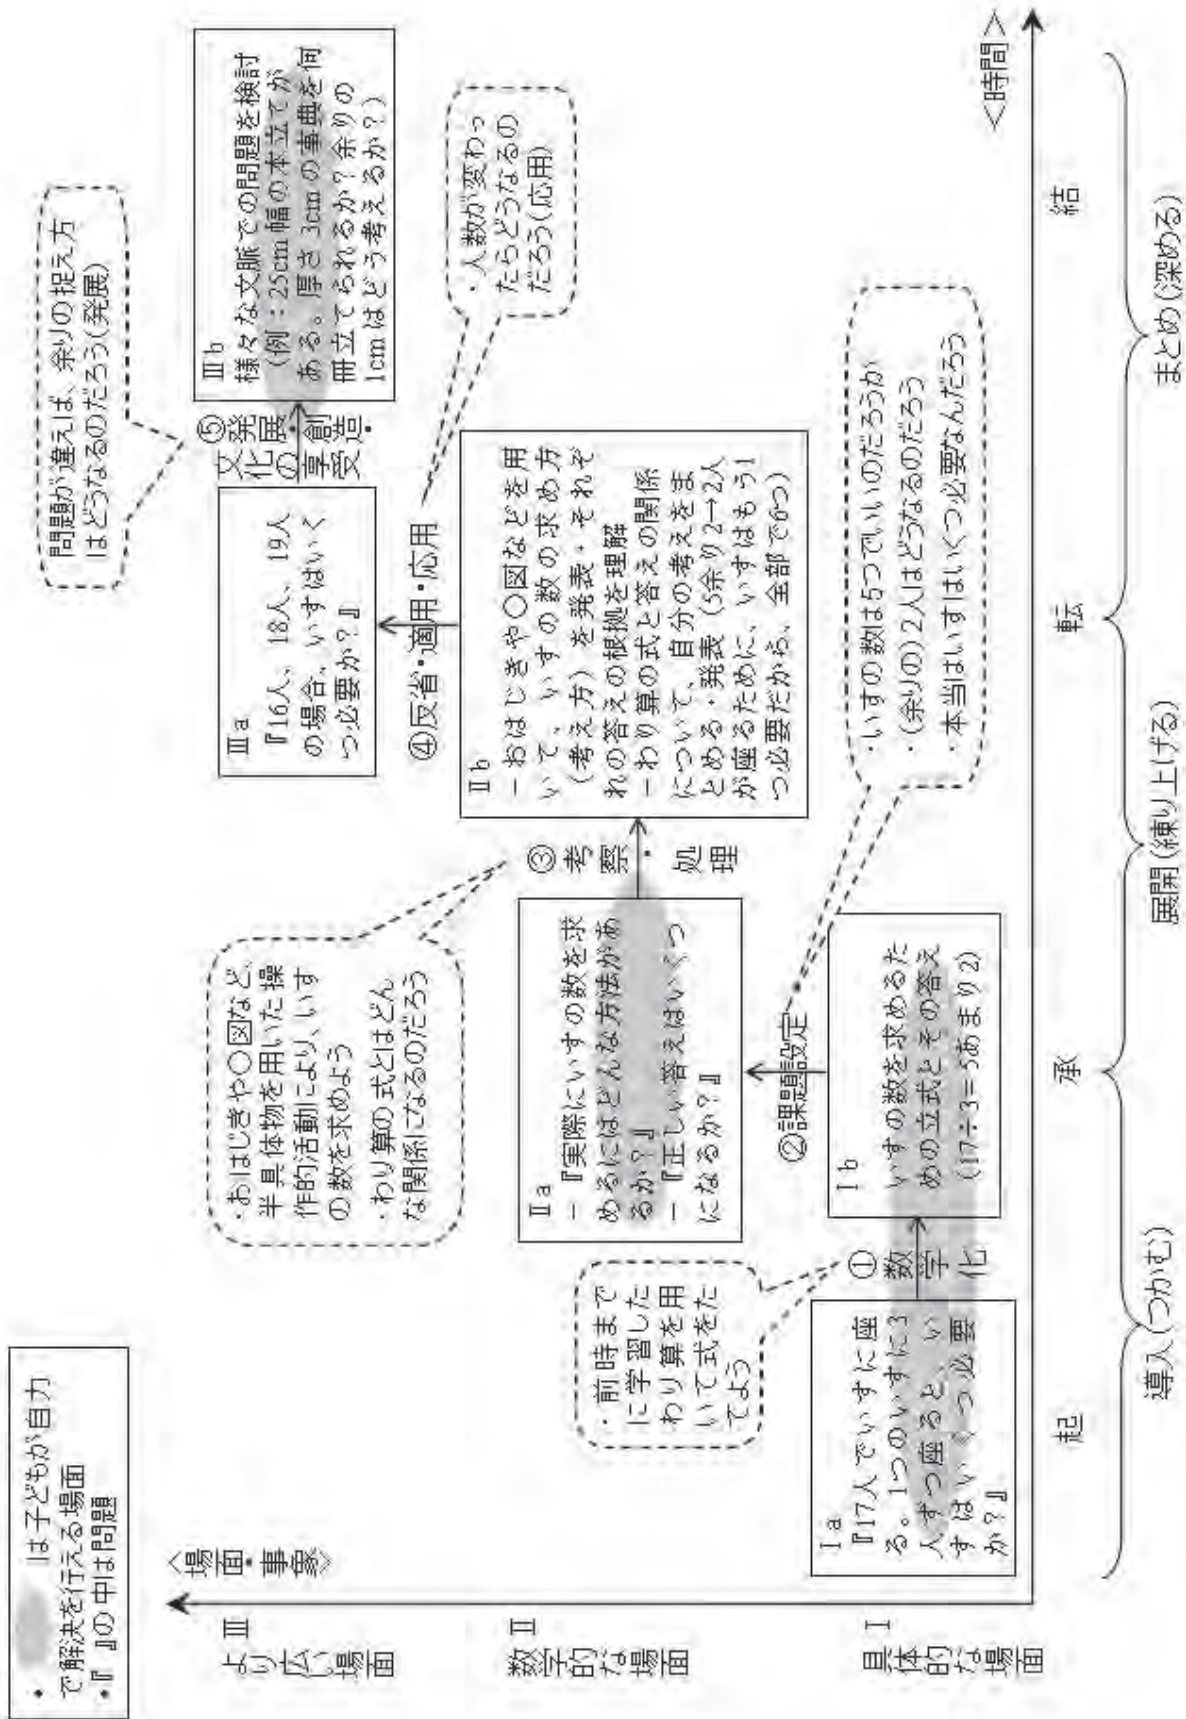 ・　は子どもが自力
で解決を行える場面
・『 』の中は問題
〈場面・事象〉
Ⅲ
より広い場面
Ⅱ
数学的な場面
Ⅰ
具体的な場面
Ⅰa
『17人でいすに座
る。1つのいすに3
人ずつ座ると、い
すはいくつ必要
か?』
・前時まで
に学習した
わり算を用
いて式をた
てよう
①数学化
Ⅰb
いすの数を求めるた
めの立式とその答え
(17÷3=5あまり2)
②課題設定
・いすの数は5つでいいのだろうか
・(余りの)2人はどうなるのだろう
・本当はいすはいくつ必要なんだろう
Ⅱa
－『実際にいすの数を求
めるにはどんな方法があ
るか?』
－『正しい答えはいくつ
になるか?』
・おはじきや〇図など、
半具体物を用いた操
作的活動により、いす
の数を求めよう
・わり算の式とはどん
な関係になるのだろう
③考察・処理
Ⅱb
－おはじきや〇図などを用
いて、いすの数の求め方
(考え方)を発表・それぞ
れの答えの根拠を理解
－わり算の式と答えの関係
について、自分の考えをま
とめる・発表(5余り2→2人
が座るために、いすはもう1
つ必要だから、全部で6つ)
④反省・適用・応用
・人数が変わっ
たらどうなるの
だろう(応用)
Ⅲa
『16人、18人、19人
の場合、いすはいく
つ必要か?』
⑤発展・創造・
文化の享受
問題が違えば、余りの捉え方
はどうなるのだろう(発展)
Ⅲb
様々な文脈での問題を検討
(例：25cm幅の本立てが
ある。厚さ3cmの事典を何
冊立てられるか?余りの
1cmはどう考えるか?)
<時間>
起
承
転
結
導入(つかむ)
展開(練り上げる)
まとめ(深める)